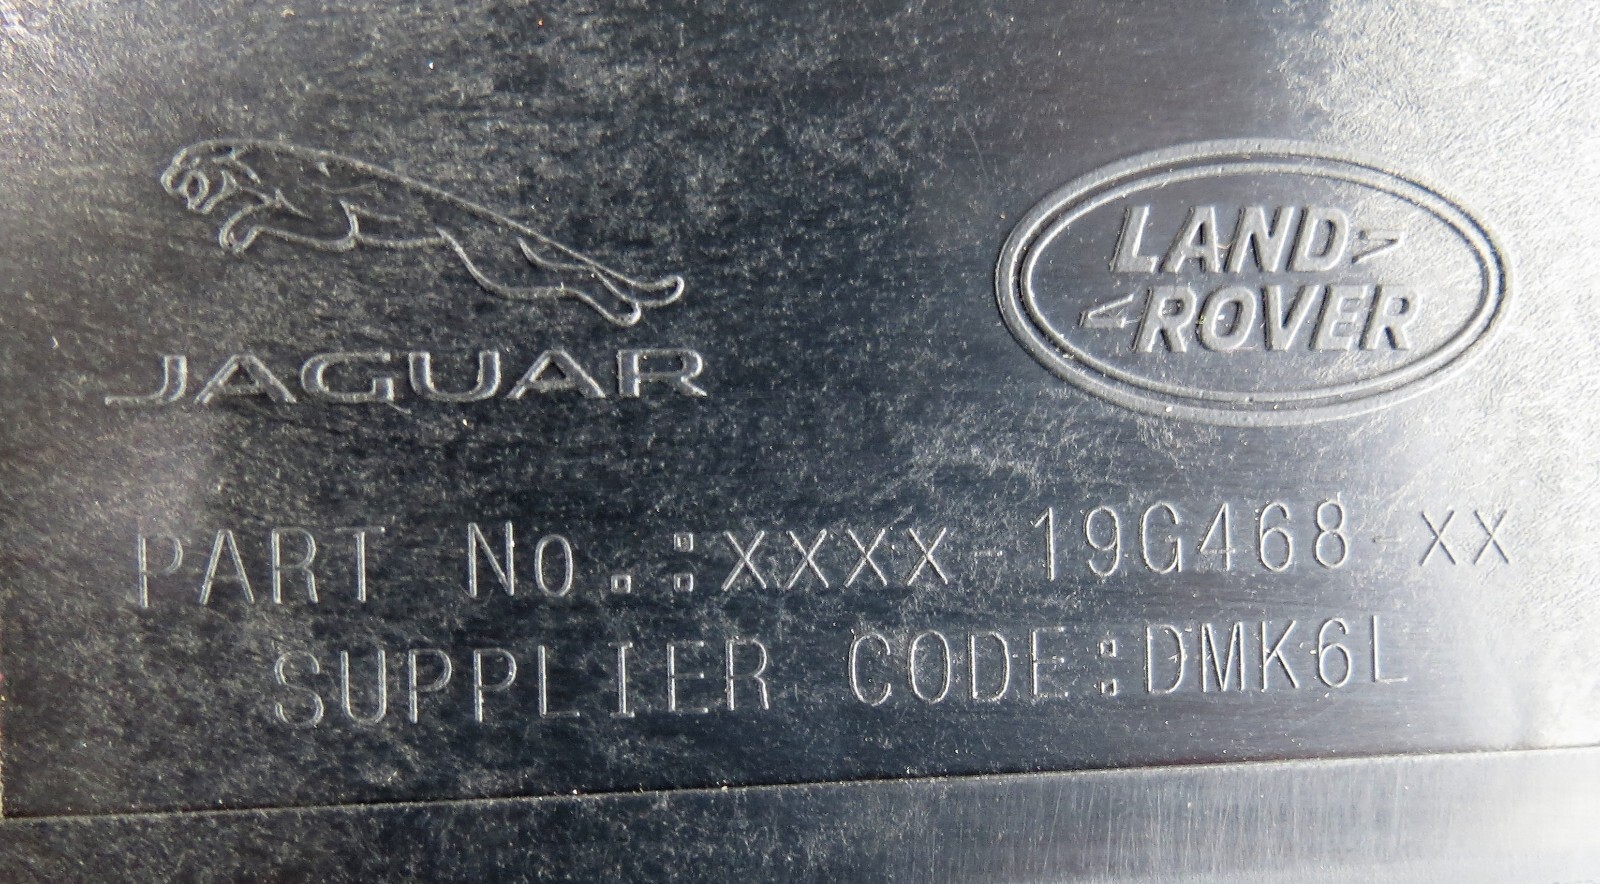 JAGUAR
LAND
ROVER
PART No.:XXXX-19G468-XX
SUPPLIER CODE:DMK6L